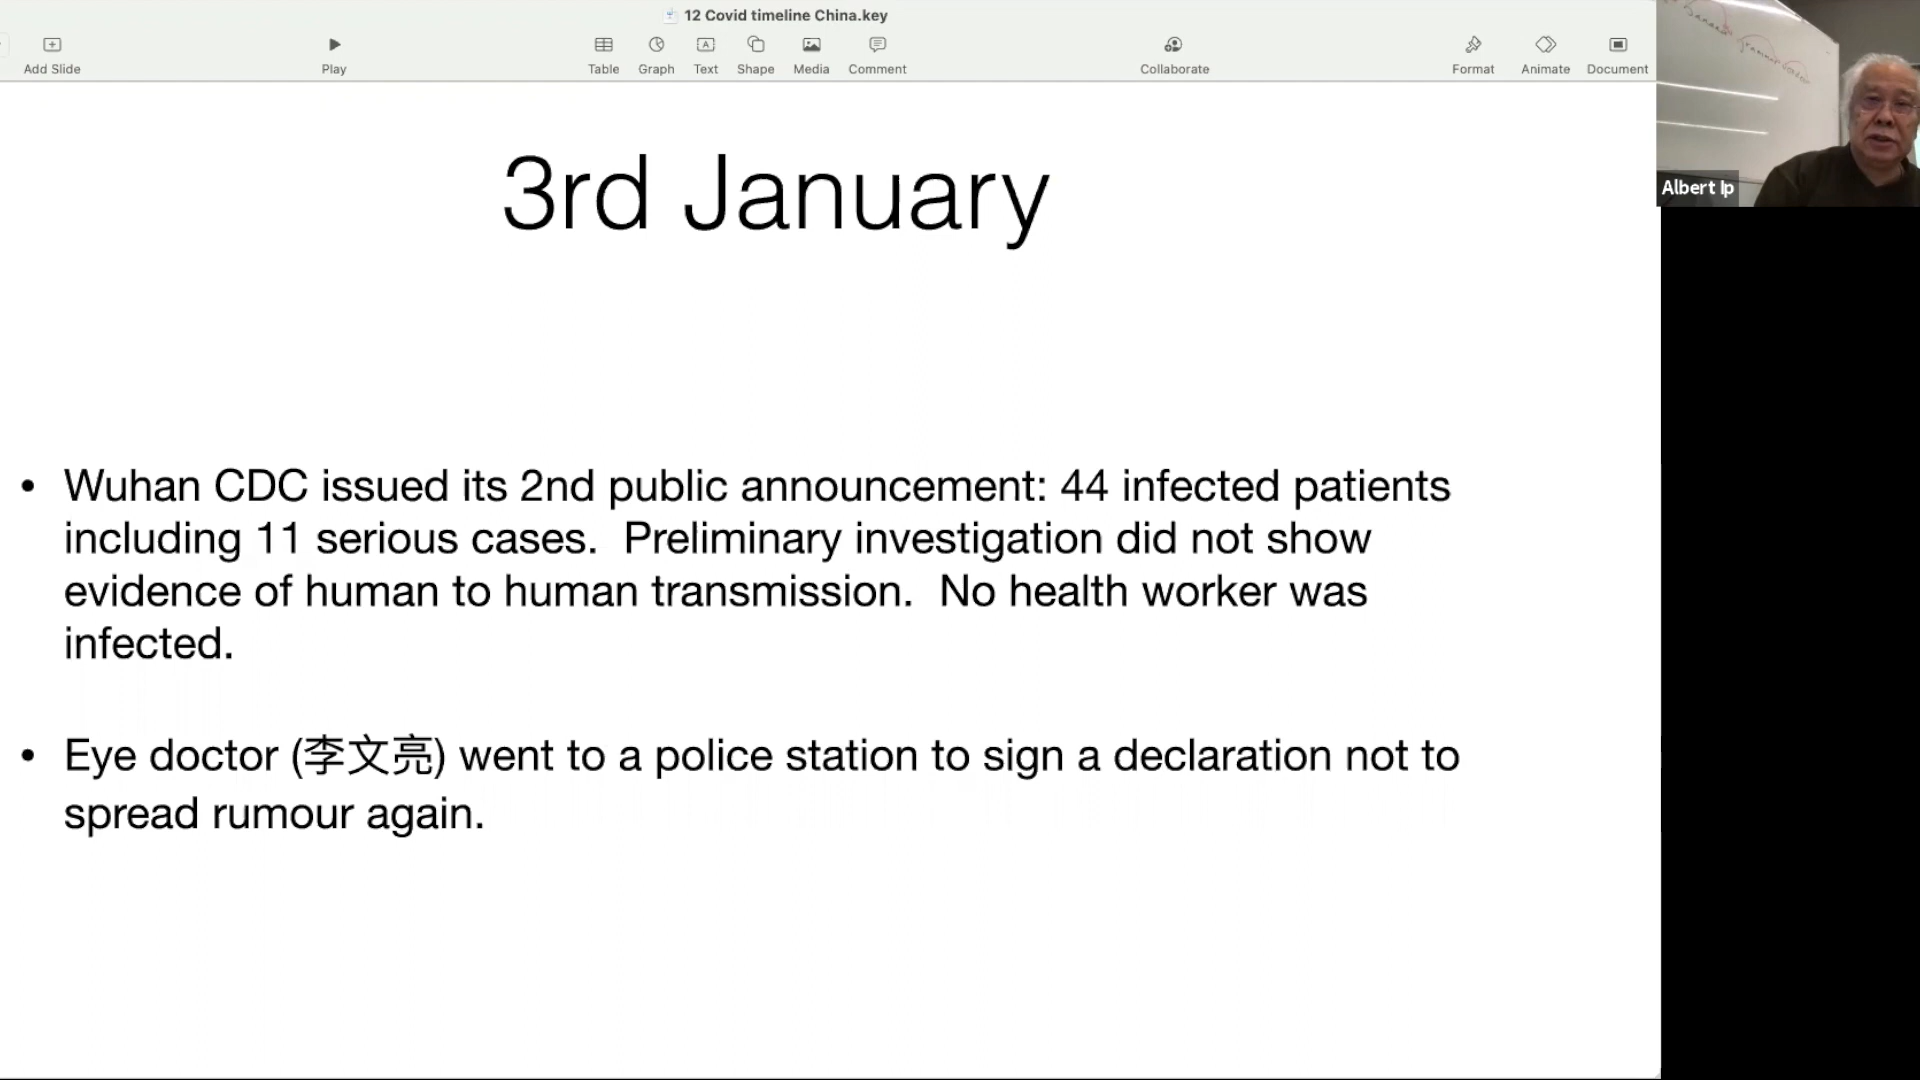 12 Covid timeline China.key
Add Slide
Play
Table
Graph
Text
Shape
Media
Comment
Collaborate
Format
Animate
Document
Albert Ip
3rd January
• Wuhan CDC issued its 2nd public announcement: 44 infected patients
including 11 serious cases.  Preliminary investigation did not show
evidence of human to human transmission.  No health worker was
infected.
• Eye doctor (李文亮) went to a police station to sign a declaration not to
spread rumour again.